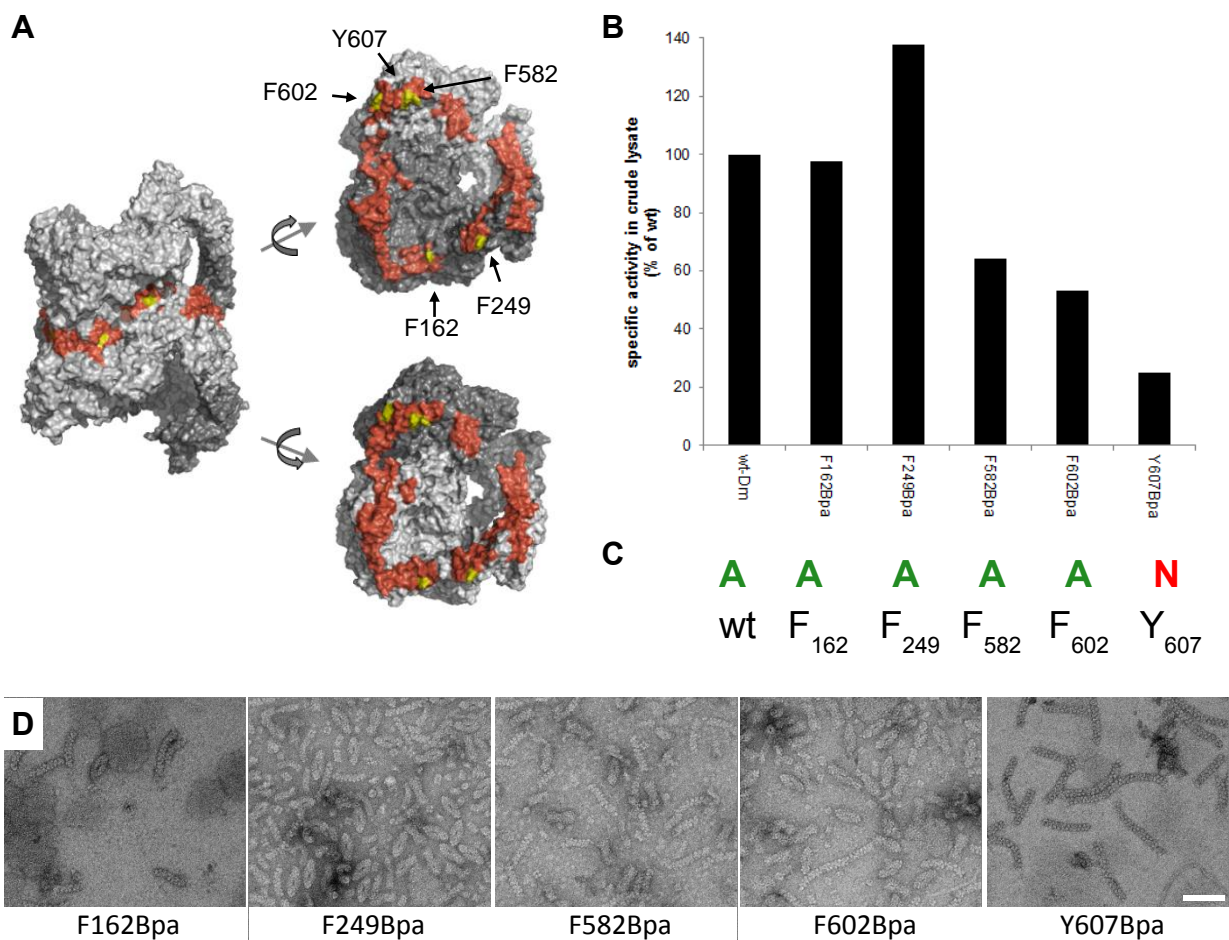 A
Y607
F582
F602
F249
F162
B
specific activity in crude lysate
(% of wt)
140
120
100
80
60
40
20
0
wt-Dm
F162Bpa
F249Bpa
F582Bpa
F602Bpa
Y607Bpa
C
A A A A A N
wt F162 F249 F582 F602 Y607
D
F162Bpa F249Bpa F582Bpa F602Bpa Y607Bpa